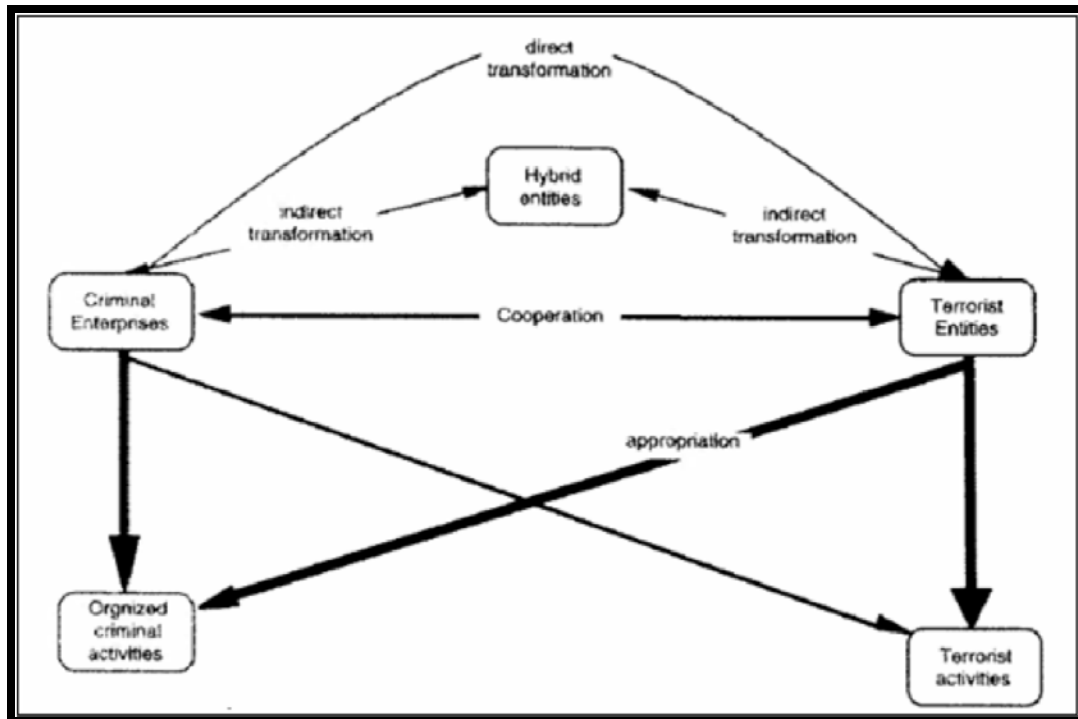 direct
transformation
Hybrid
entities
indirect
transformation
indirect
transformation
Criminal
Enterprises
Cooperation
Terrorist
Entities
appropriation
Orgnized
criminal
activities
Terrorist
activities